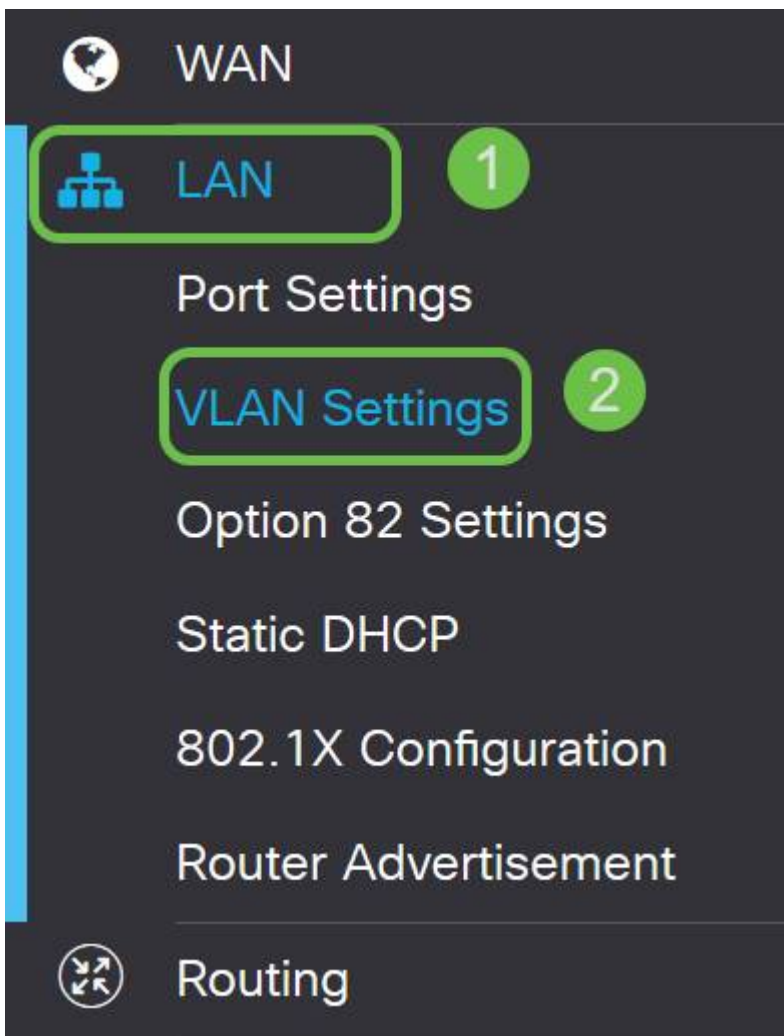 WAN
LAN 1
Port Settings
VLAN Settings 2
Option 82 Settings
Static DHCP
802.1X Configuration
Router Advertisement
Routing